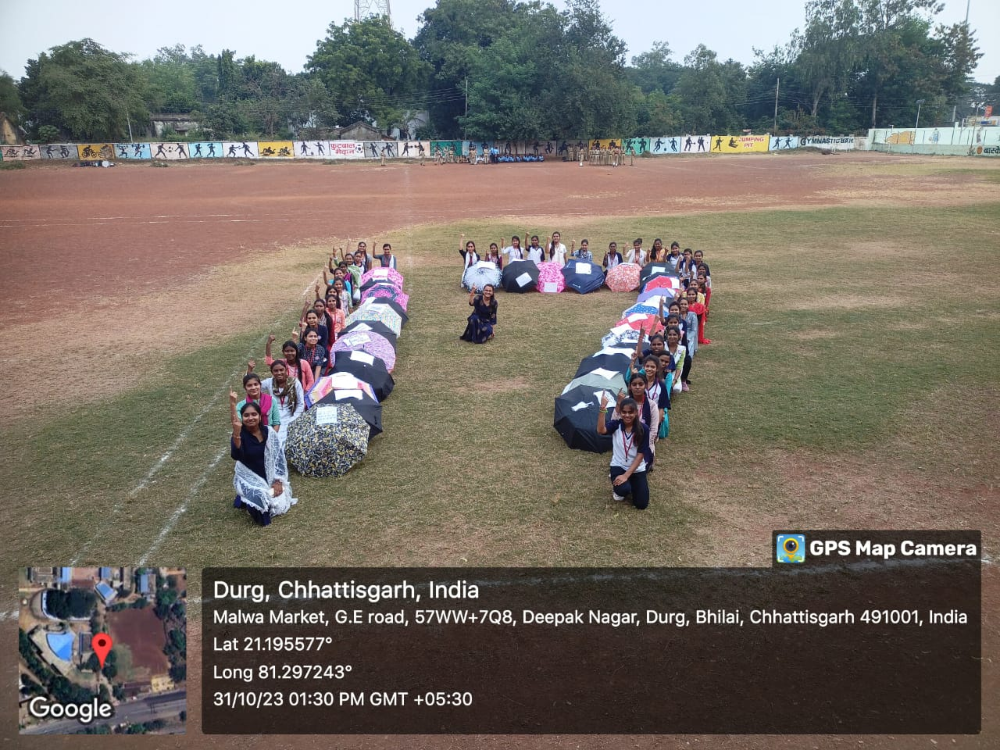 फुटबाल
मैदान
JUMPING
PIT
GYMNASTIC BAR
GPS Map Camera
Durg, Chhattisgarh, India
Malwa Market, G.E road, 57WW+7Q8, Deepak Nagar, Durg, Bhilai, Chhattisgarh 491001, India
Lat 21.195577°
Long 81.297243°
31/10/23 01:30 PM GMT +05:30
Google